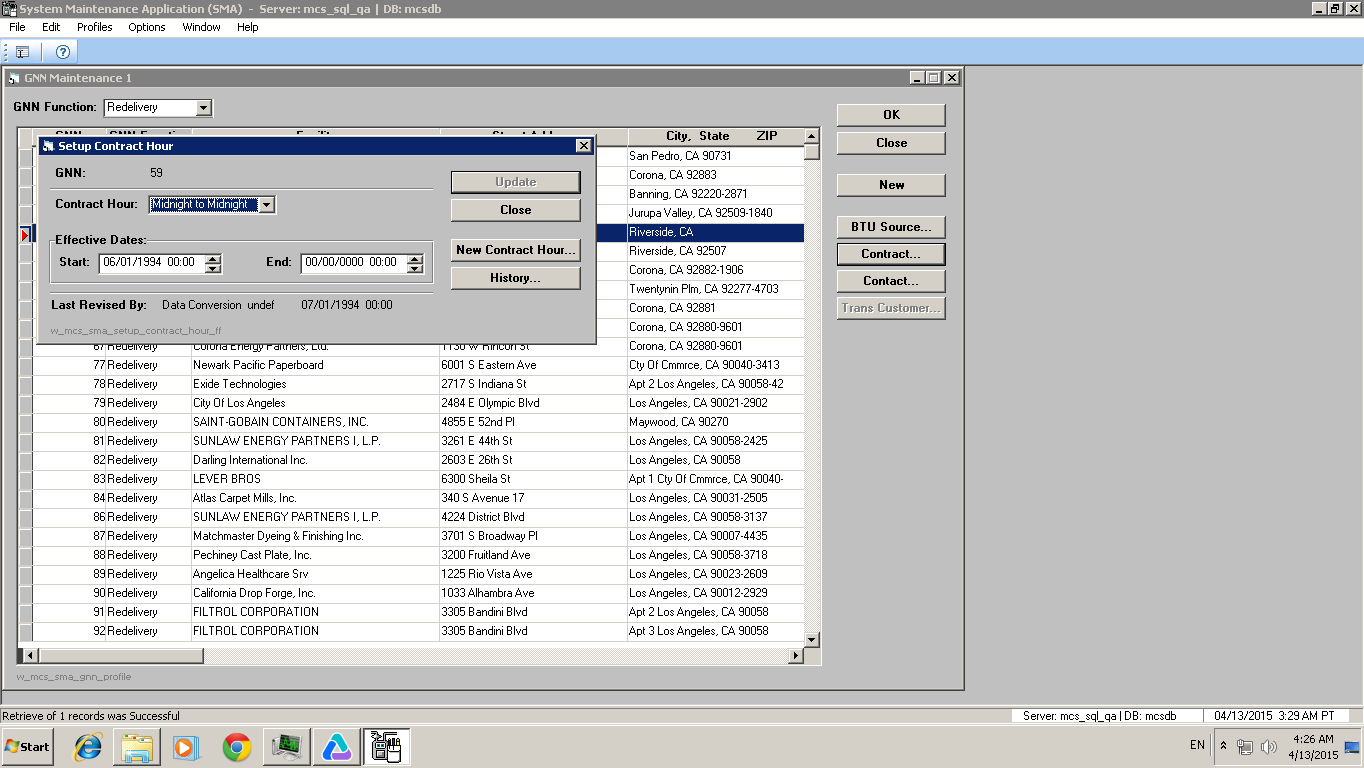 System Maintenance Application (SMA)  -  Server: mcs_sql_qa | DB: mcsdb
File Edit Profiles Options Window Help
GNN Maintenance 1
GNN Function: Redelivery
OK
Close
New
BTU Source...
Contract...
Contact...
Trans Customer...
City, State ZIP
San Pedro, CA 90731
Corona, CA 92883
Banning, CA 92220-2871
Jurupa Valley, CA 92509-1840
Riverside, CA
Riverside, CA 92507
Corona, CA 92882-1906
Twentynin Plm, CA 92277-4703
Corona, CA 92881
Corona, CA 92880-9601
Setup Contract Hour
GNN: 59
Contract Hour: Midnight to Midnight
Effective Dates:
Start: 06/01/1994 00:00 End: 00/00/0000 00:00
Last Revised By: Data Conversion undef 07/01/1994 00:00
w_mcs_sma_setup_contract_hour_ff
Update
Close
New Contract Hour...
History...
67 Redelivery Corona Energy Partners, Ltd. 1130 W Rincon St Corona, CA 92880-9601
77 Redelivery Newark Pacific Paperboard 6001 S Eastern Ave Cty Of Cmmrce, CA 90040-3413
78 Redelivery Exide Technologies 2717 S Indiana St Apt 2 Los Angeles, CA 90058-42
79 Redelivery City Of Los Angeles 2484 E Olympic Blvd Los Angeles, CA 90021-2902
80 Redelivery SAINT-GOBAIN CONTAINERS, INC. 4855 E 52nd Pl Maywood, CA 90270
81 Redelivery SUNLAW ENERGY PARTNERS I, L.P. 3261 E 44th St Los Angeles, CA 90058-2425
82 Redelivery Darling International Inc. 2603 E 26th St Los Angeles, CA 90058
83 Redelivery LEVER BROS 6300 Sheila St Apt 1 Cty Of Cmmrce, CA 90040-
84 Redelivery Atlas Carpet Mills, Inc. 340 S Avenue 17 Los Angeles, CA 90031-2505
86 Redelivery SUNLAW ENERGY PARTNERS I, L.P. 4224 District Blvd Los Angeles, CA 90058-3137
87 Redelivery Matchmaster Dyeing & Finishing Inc. 3701 S Broadway Pl Los Angeles, CA 90007-4435
88 Redelivery Pechiney Cast Plate, Inc. 3200 Fruitland Ave Los Angeles, CA 90058-3718
89 Redelivery Angelica Healthcare Srv 1225 Rio Vista Ave Los Angeles, CA 90023-2609
90 Redelivery California Drop Forge, Inc. 1033 Alhambra Ave Los Angeles, CA 90012-2929
91 Redelivery FILTROL CORPORATION 3305 Bandini Blvd Apt 2 Los Angeles, CA 90058
92 Redelivery FILTROL CORPORATION 3305 Bandini Blvd Apt 3 Los Angeles, CA 90058
w_mcs_sma_gnn_profile
Retrieve of 1 records was Successful
Server: mcs_sql_qa | DB: mcsdb
04/13/2015 3:29 AM PT
Start
EN
4:26 AM
4/13/2015